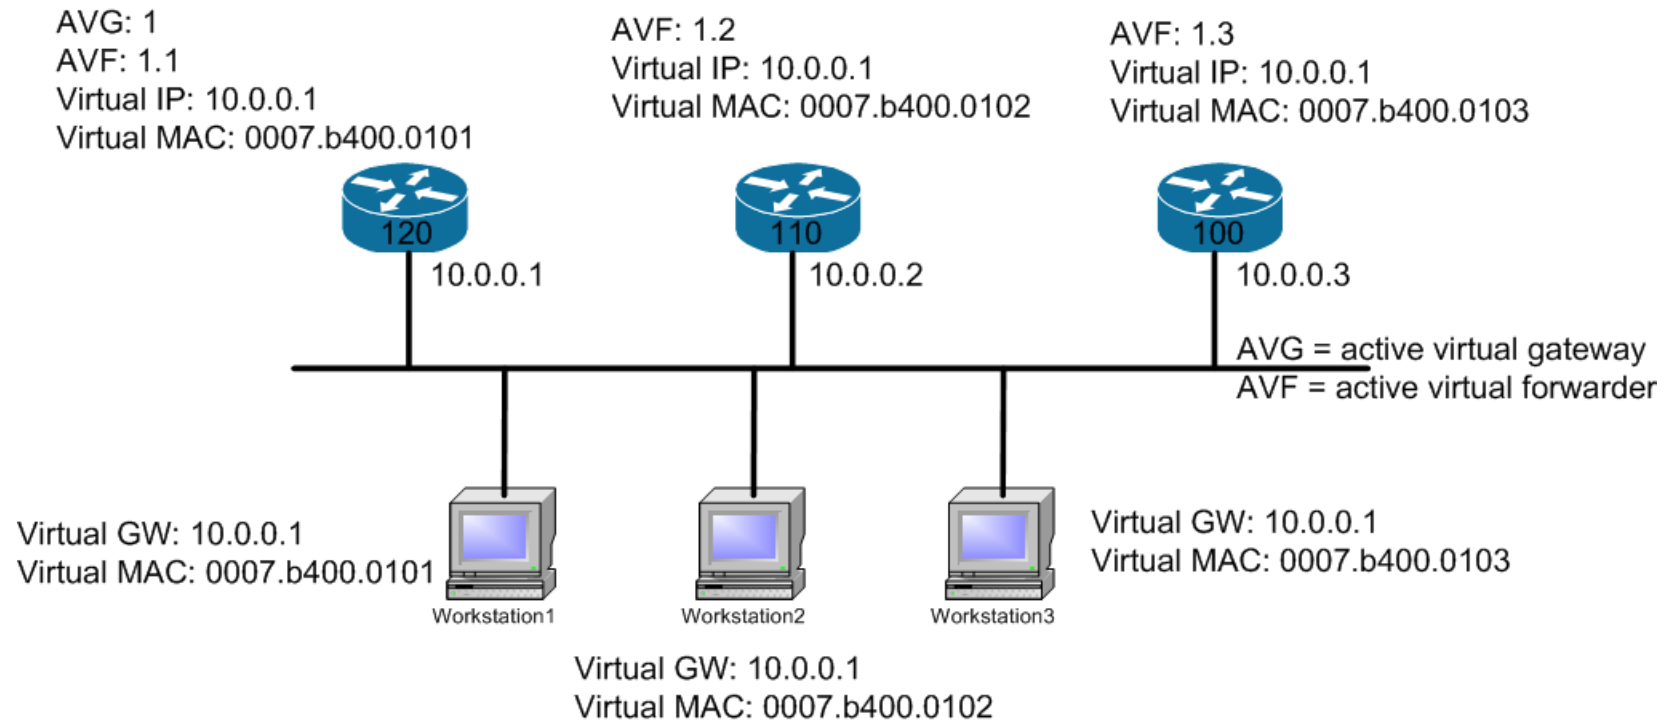 AVG: 1
AVF: 1.1
Virtual IP: 10.0.0.1
Virtual MAC: 0007.b400.0101
AVF: 1.2
Virtual IP: 10.0.0.1
Virtual MAC: 0007.b400.0102
AVF: 1.3
Virtual IP: 10.0.0.1
Virtual MAC: 0007.b400.0103
120
110
100
10.0.0.1
10.0.0.2
10.0.0.3
AVG = active virtual gateway
AVF = active virtual forwarder
Virtual GW: 10.0.0.1
Virtual MAC: 0007.b400.0101
Workstation1
Workstation2
Workstation3
Virtual GW: 10.0.0.1
Virtual MAC: 0007.b400.0103
Virtual GW: 10.0.0.1
Virtual MAC: 0007.b400.0102